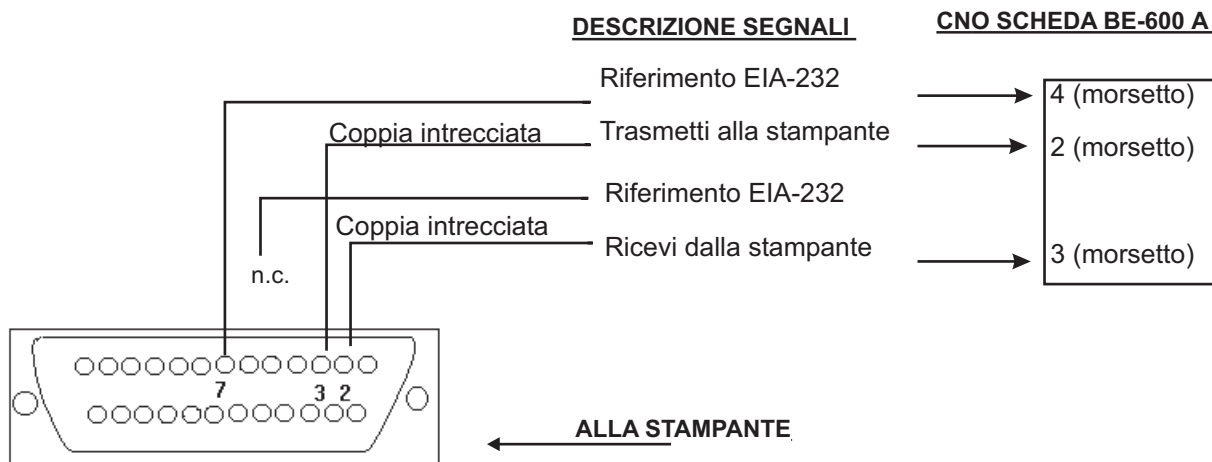 DESCRIZIONE SEGNALI
CNO SCHEDA BE-600 A
Riferimento EIA-232
4 (morsetto)
Coppia intrecciata
Trasmetti alla stampante
2 (morsetto)
Riferimento EIA-232
Coppia intrecciata
Ricevi dalla stampante
3 (morsetto)
n.c.
7
3 2
ALLA STAMPANTE